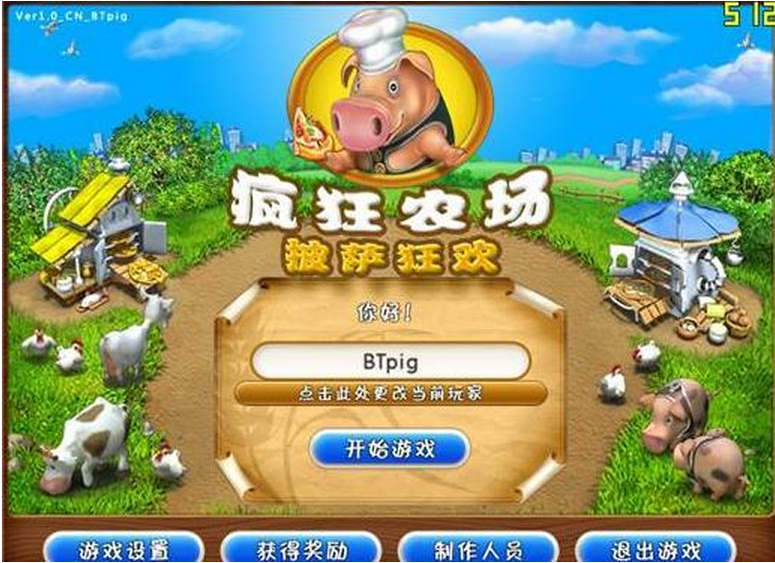 Ver1.0_CN_BTpig
512
疯狂农场
披萨狂欢
你好!
BTpig
点击此处更改当前玩家
开始游戏
游戏设置
获得奖励
制作人员
退出游戏